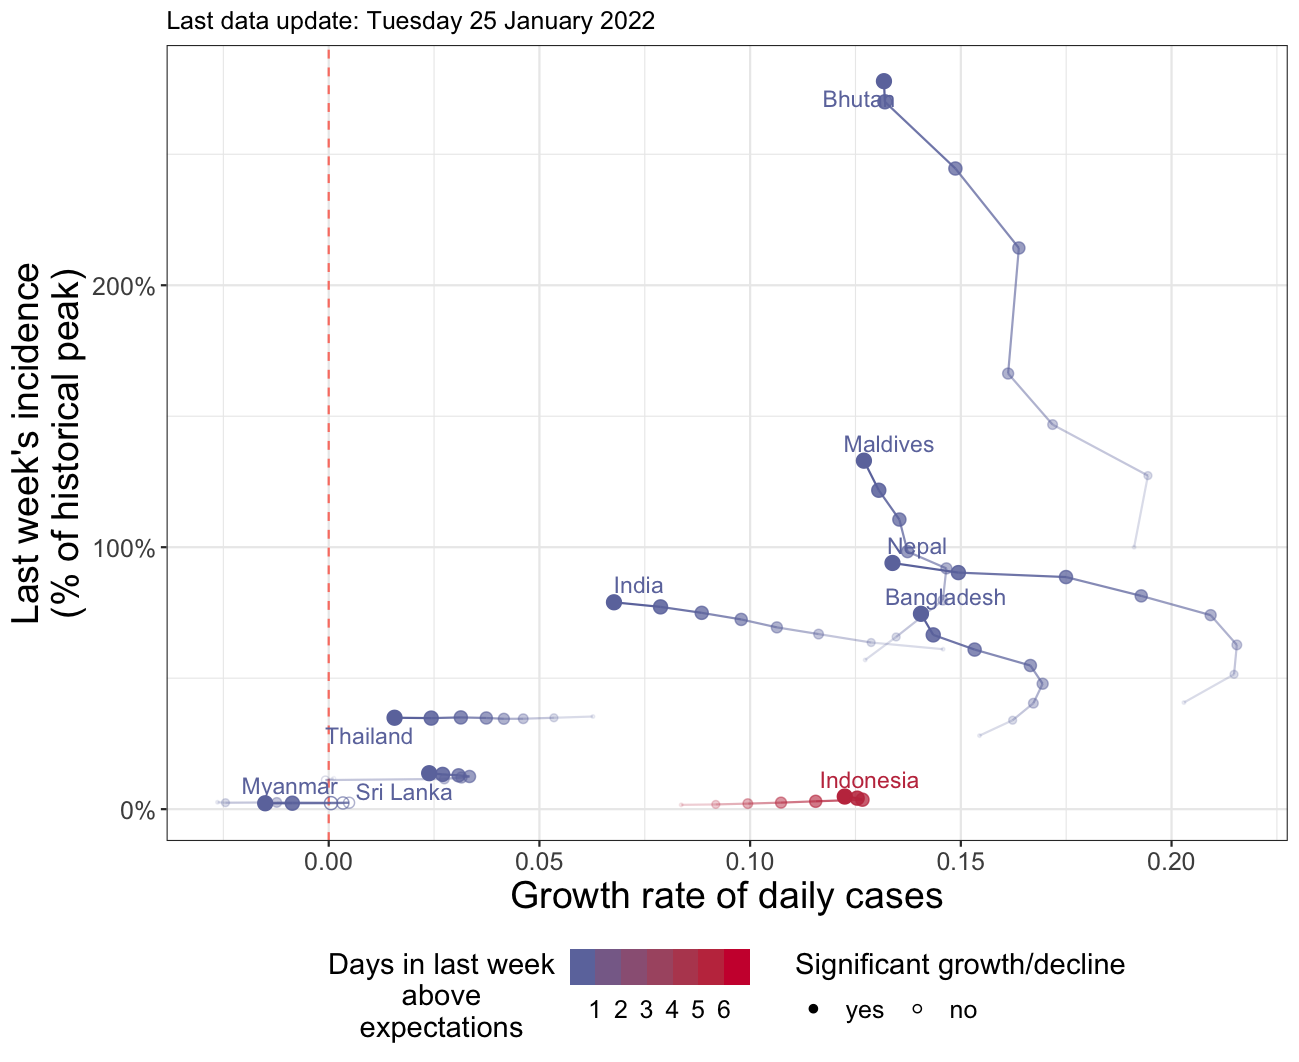 Last data update: Tuesday 25 January 2022
Last week's incidence
(% of historical peak)
200%
100%
0%
Bhutan
Maldives
Nepal
India
Bangladesh
Thailand
Myanmar
Sri Lanka
Indonesia
0.00 0.05 0.10 0.15 0.20
Growth rate of daily cases
Days in last week
above
expectations
1 2 3 4 5 6
Significant growth/decline
yes no